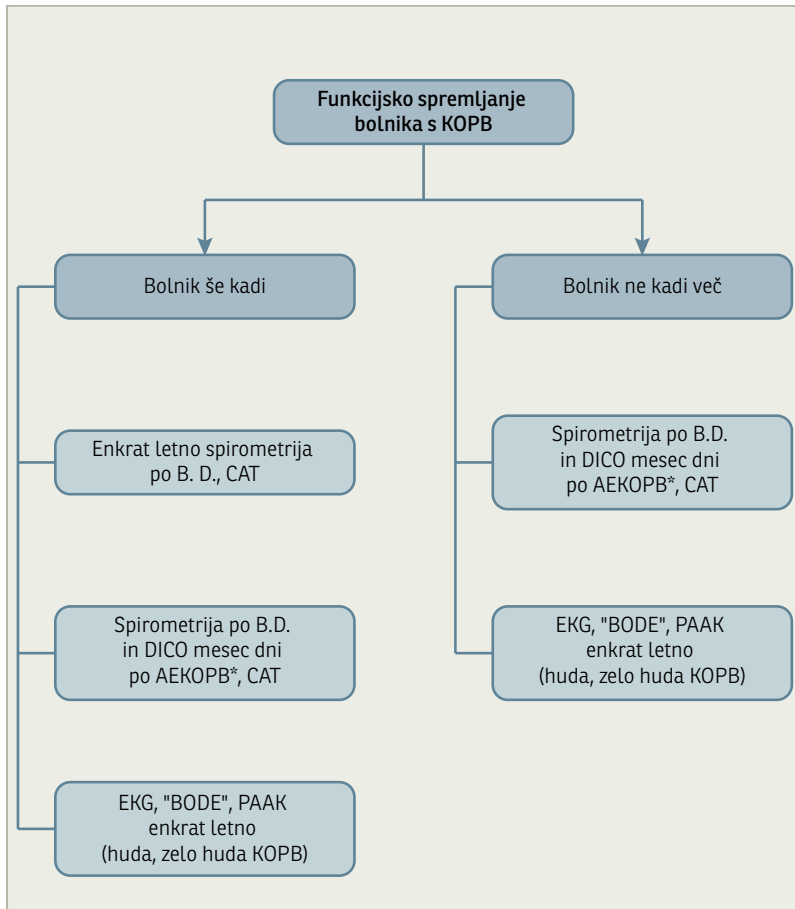 Funkcijsko spremljanje
bolnika s KOPB
Bolnik še kadi
Enkrat letno spirometrija
po B. D., CAT
Spirometrija po B.D.
in DICO mesec dni
po AEKOPB*, CAT
EKG, "BODE", PAAK
enkrat letno
(huda, zelo huda KOPB)
Bolnik ne kadi več
Spirometrija po B.D.
in DICO mesec dni
po AEKOPB*, CAT
EKG, "BODE", PAAK
enkrat letno
(huda, zelo huda KOPB)